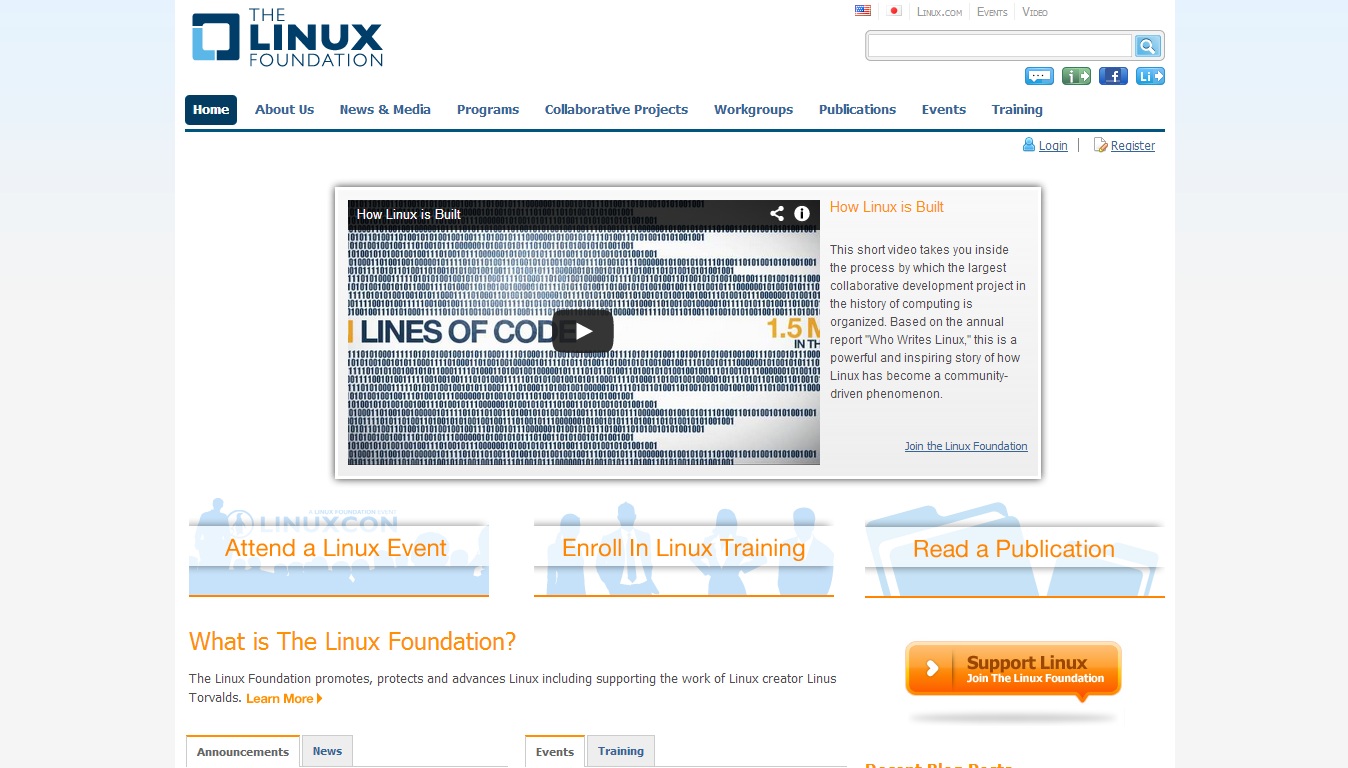 THE
LINUX
FOUNDATION
Linux.com
Events
Video
Home
About Us
News & Media
Programs
Collaborative Projects
Workgroups
Publications
Events
Training
Login
Register
How Linux is Built
LINES OF CODE
1.5 M
IN TH
How Linux is Built
This short video takes you inside
the process by which the largest
collaborative development project in
the history of computing is
organized. Based on the annual
report "Who Writes Linux," this is a
powerful and inspiring story of how
Linux has become a community-
driven phenomenon.
Join the Linux Foundation
A LINUX FOUNDATION EVENT
LINUXCON
Attend a Linux Event
Enroll In Linux Training
Read a Publication
What is The Linux Foundation?
The Linux Foundation promotes, protects and advances Linux including supporting the work of Linux creator Linus
Torvalds. Learn More
Support Linux
Join The Linux Foundation
Announcements
News
Events
Training
Recent Blog Posts